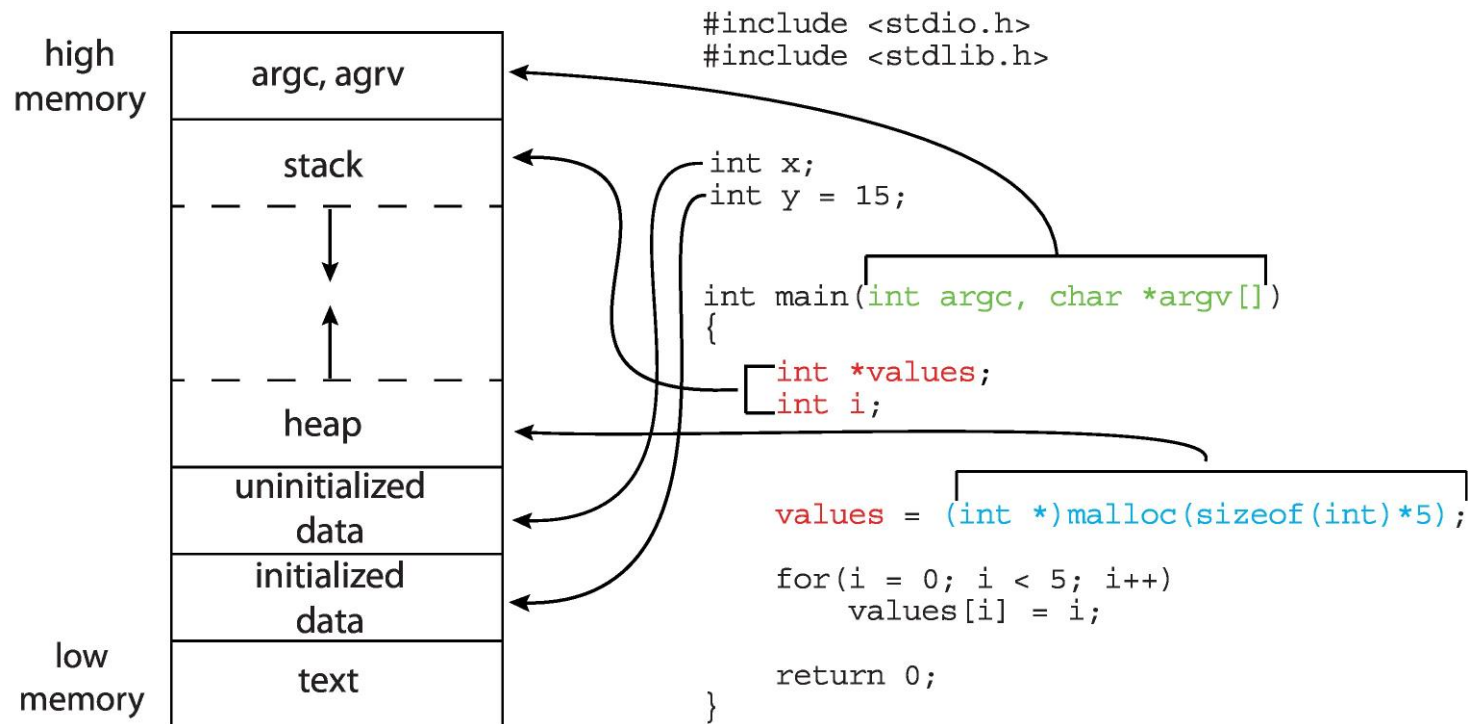 high
memory
argc, agrv
stack
heap
uninitialized
data
initialized
data
low
memory
text
#include <stdio.h>
#include <stdlib.h>
int x;
int y = 15;
int main(int argc, char *argv[])
{
int *values;
int i;
values = (int *)malloc(sizeof(int)*5);
for(i = 0; i < 5; i++)
values[i] = i;
return 0;
}